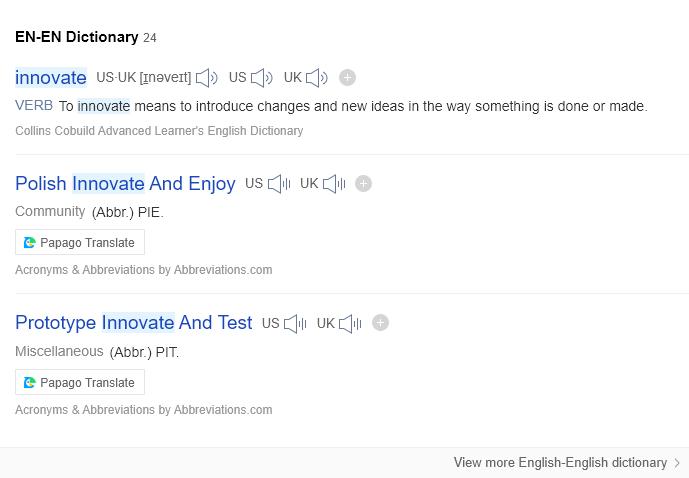 EN-EN Dictionary 24
innovate US·UK [ɪnəveɪt] US UK
VERB To innovate means to introduce changes and new ideas in the way something is done or made.
Collins Cobuild Advanced Learner's English Dictionary
Polish Innovate And Enjoy US UK
Community (Abbr.) PIE.
Papago Translate
Acronyms & Abbreviations by Abbreviations.com
Prototype Innovate And Test US UK
Miscellaneous (Abbr.) PIT.
Papago Translate
Acronyms & Abbreviations by Abbreviations.com
View more English-English dictionary